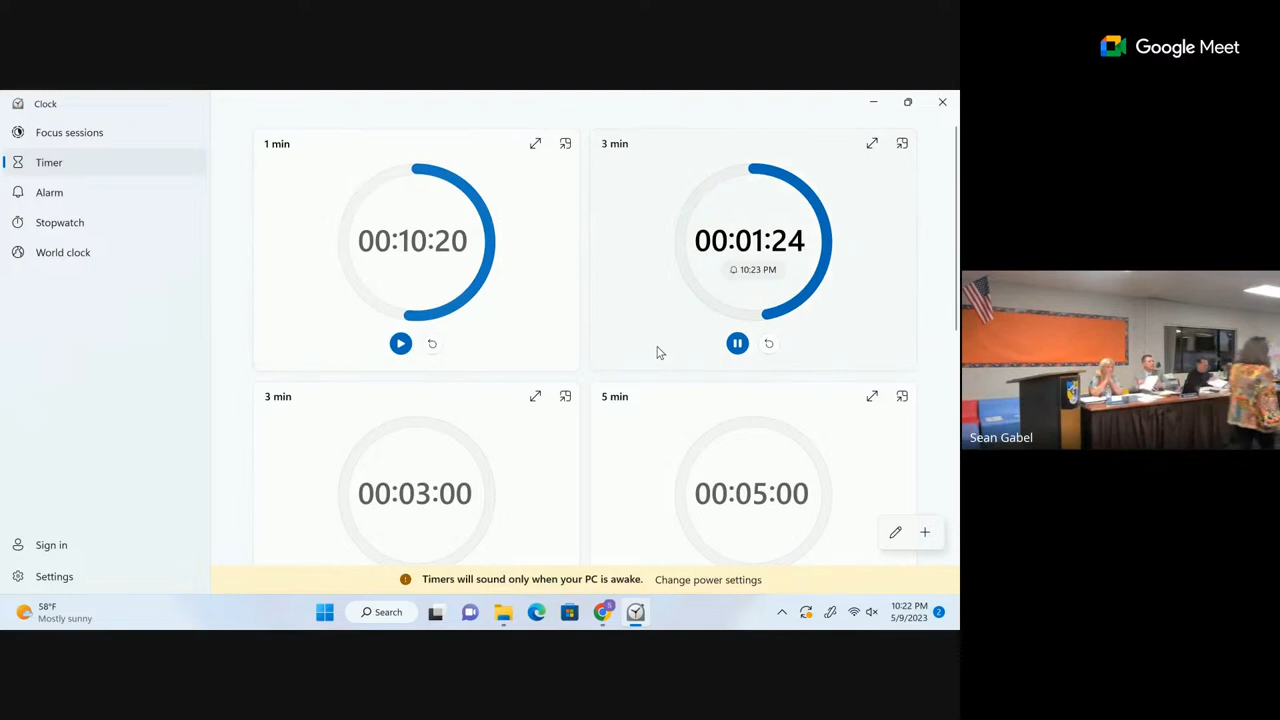 Google Meet
Clock
Focus sessions
Timer
Alarm
Stopwatch
World clock
Sign in
Settings
1 min
00:10:20
3 min
00:01:24
10:23 PM
3 min
00:03:00
5 min
00:05:00
Timers will sound only when your PC is awake. Change power settings
58°F
Mostly sunny
Search
10:22 PM
5/9/2023
2
Sean Gabel